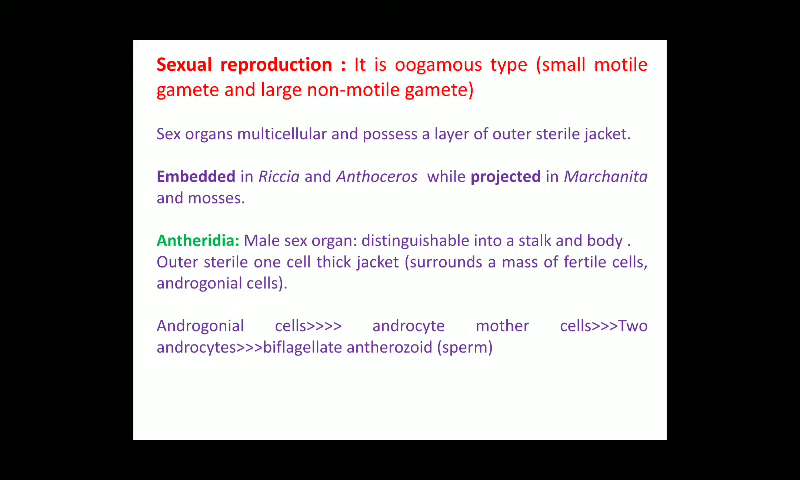 Sexual reproduction : It is oogamous type (small motile
gamete and large non-motile gamete)
Sex organs multicellular and possess a layer of outer sterile jacket.
Embedded in Riccia and Anthoceros while projected in Marchanita
and mosses.
Antheridia: Male sex organ: distinguishable into a stalk and body .
Outer sterile one cell thick jacket (surrounds a mass of fertile cells,
androgonial cells).
Androgonial cells>>>> androcyte mother cells>>>Two
androcytes>>>biflagellate antherozoid (sperm)